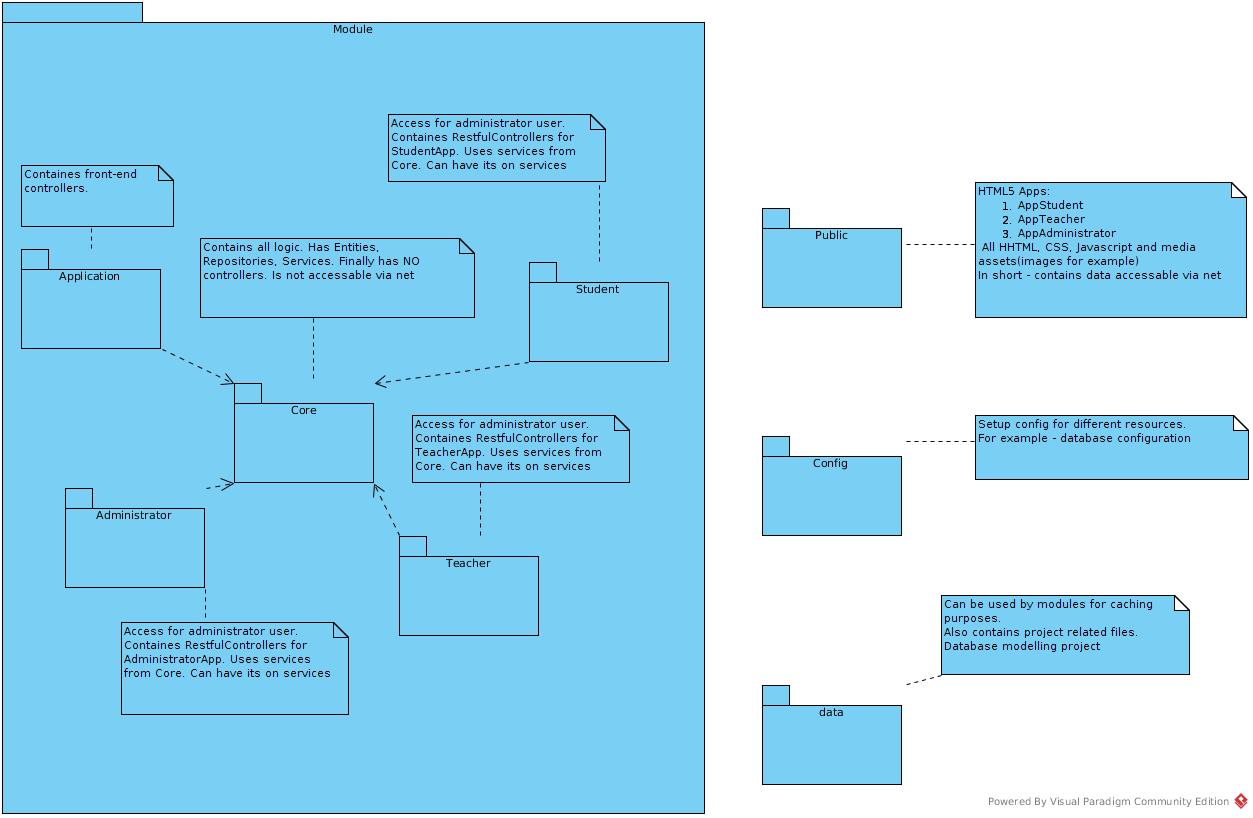 Module
Access for administrator user.
Containes RestfulControllers for
StudentApp. Uses services from
Core. Can have its on services
Containes front-end
controllers.
Contains all logic. Has Entities,
Repositories, Services. Finally has NO
controllers. Is not accessable via net
Application
Student
Core
Access for administrator user.
Containes RestfulControllers for
TeacherApp. Uses services from
Core. Can have its on services
Administrator
Teacher
Access for administrator user.
Containes RestfulControllers for
AdministratorApp. Uses services
from Core. Can have its on services
Public
HTML5 Apps:
1. AppStudent
2. AppTeacher
3. AppAdministrator
All HHTML, CSS, Javascript and media
assets(images for example)
In short - contains data accessable via net
Config
Setup config for different resources.
For example - database configuration
Can be used by modules for caching
purposes.
Also contains project related files.
Database modelling project
data
Powered By Visual Paradigm Community Edition